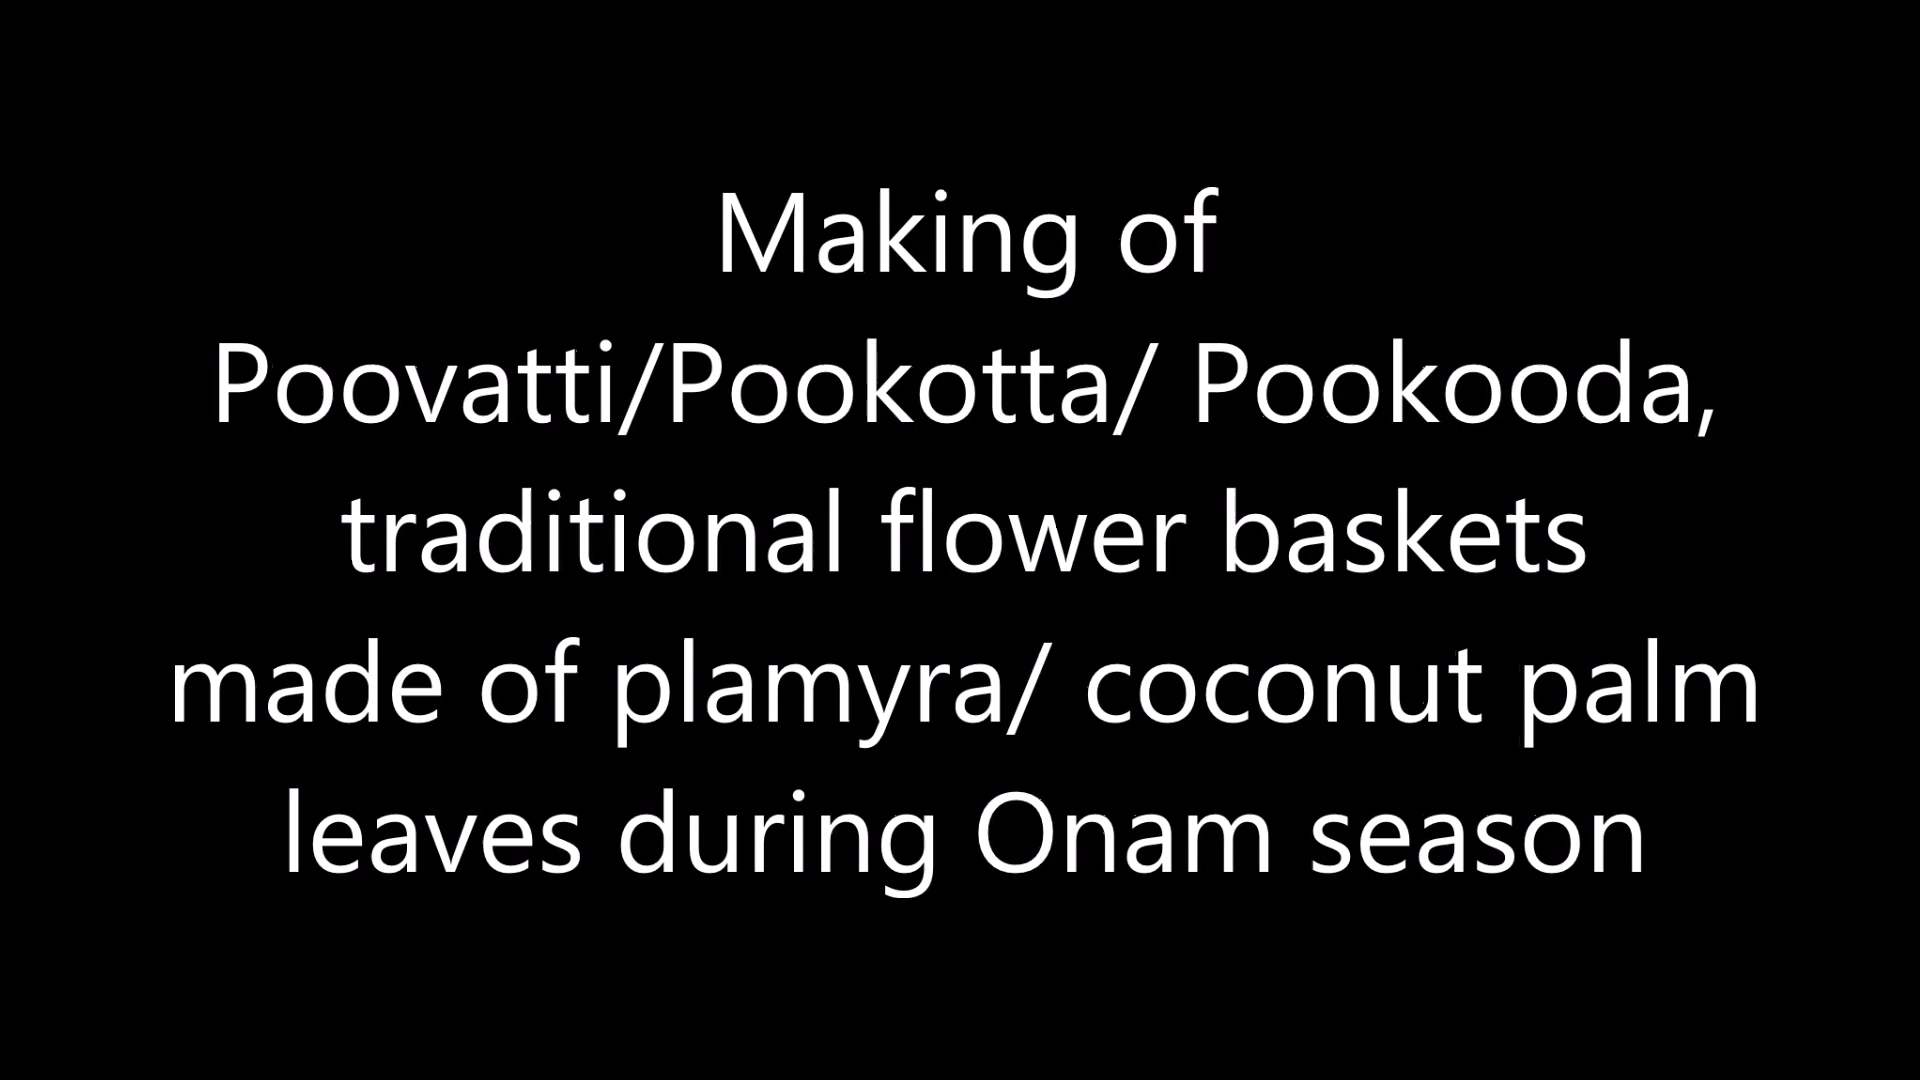 Making of
Poovatti/Pookotta/ Pookooda,
traditional flower baskets
made of plamyra/ coconut palm
leaves during Onam season